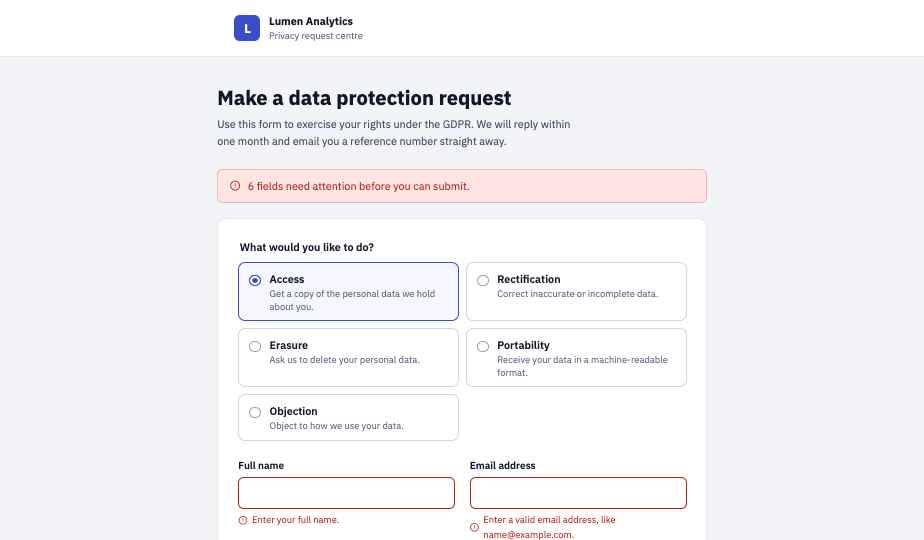 L
Lumen Analytics
Privacy request centre
Make a data protection request
Use this form to exercise your rights under the GDPR. We will reply within
one month and email you a reference number straight away.
6 fields need attention before you can submit.
What would you like to do?
Access
Get a copy of the personal data we hold
about you.
Rectification
Correct inaccurate or incomplete data.
Erasure
Ask us to delete your personal data.
Portability
Receive your data in a machine-readable
format.
Objection
Object to how we use your data.
Full name
Enter your full name.
Email address
Enter a valid email address, like
name@example.com.